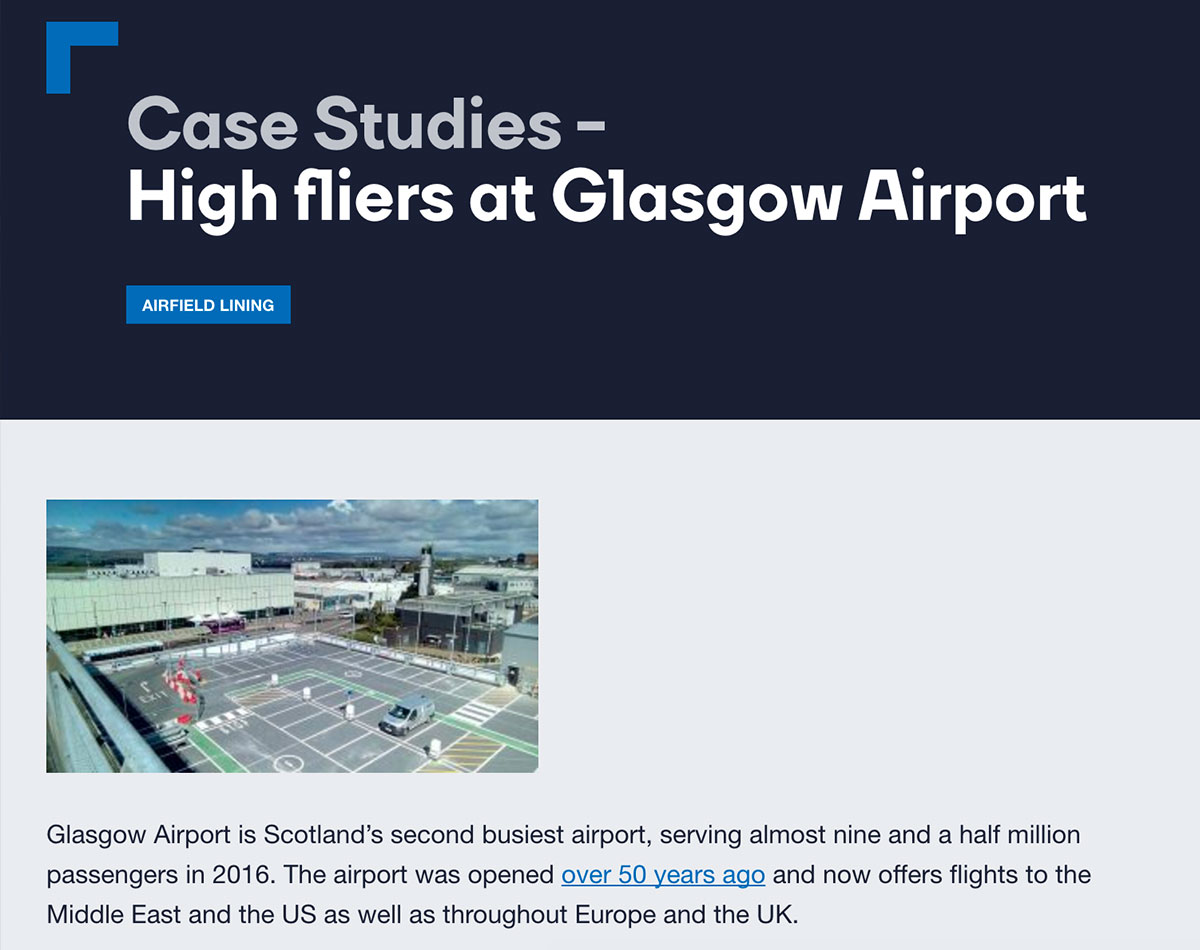 Case Studies –
High fliers at Glasgow Airport
AIRFIELD LINING
EXIT
Glasgow Airport is Scotland’s second busiest airport, serving almost nine and a half million
passengers in 2016. The airport was opened over 50 years ago and now offers flights to the
Middle East and the US as well as throughout Europe and the UK.